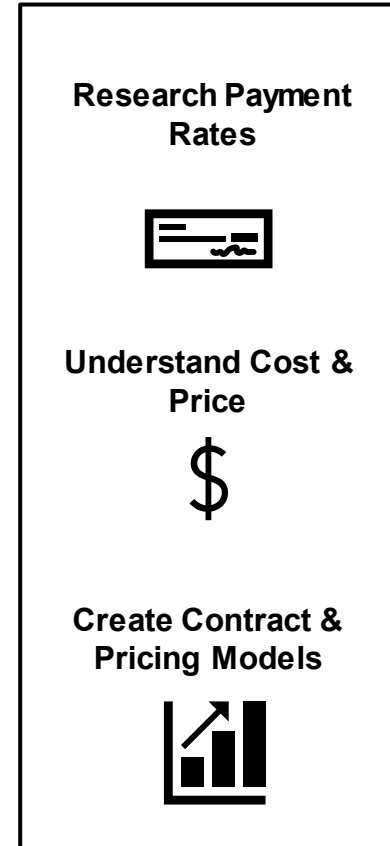 Research Payment
Rates
Understand Cost &
Price
$
Create Contract &
Pricing Models